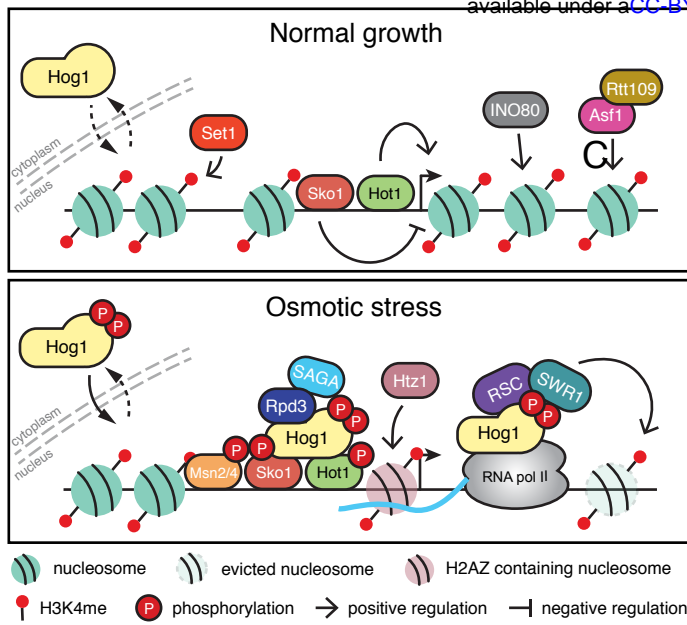 available under aCC-BY
Normal growth
Hog1
Rtt109
INO80
Asf1
Set1
C
cytoplasm
nucleus
Sko1
Hot1
Osmotic stress
P
P
Hog1
SAGA
Htz1
RSC
SWR1
Rpd3
P
P
P
P
Hog1
Hog1
cytoplasm
nucleus
P
P
P
Msn2/4
Sko1
Hot1
RNA pol II
nucleosome
evicted nucleosome
H2AZ containing nucleosome
H3K4me
P
phosphorylation
positive regulation
negative regulation